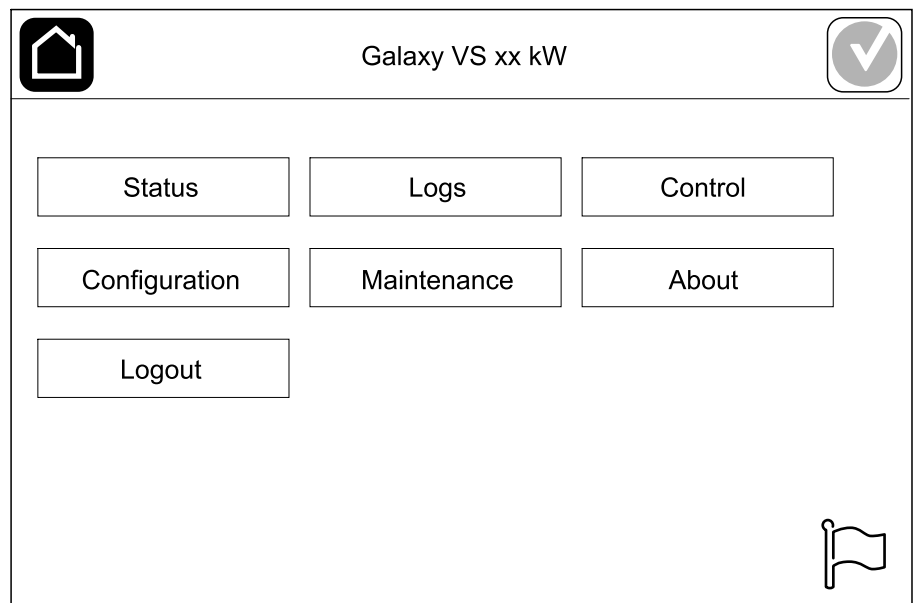 Galaxy VS xx kW
Status
Logs
Control
Configuration
Maintenance
About
Logout